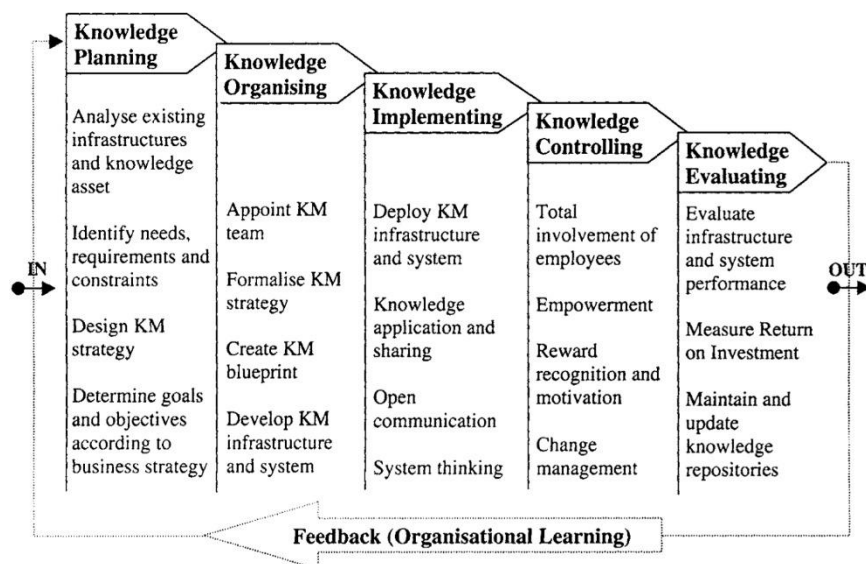 Knowledge
Planning
Analyse existing
infrastructures
and knowledge
asset
Identify needs,
requirements and
constraints
Design KM
strategy
Determine goals
and objectives
according to
business strategy
Knowledge
Organising
Appoint KM
team
Formalise KM
strategy
Create KM
blueprint
Develop KM
infrastructure
and system
Knowledge
Implementing
Deploy KM
infrastructure
and system
Knowledge
application and
sharing
Open
communication
System thinking
Knowledge
Controlling
Total
involvement of
employees
Empowerment
Reward
recognition and
motivation
Change
management
Knowledge
Evaluating
Evaluate
infrastructure
and system
performance
Measure Return
on Investment
Maintain and
update
knowledge
repositories
IN
OUT
Feedback (Organisational Learning)